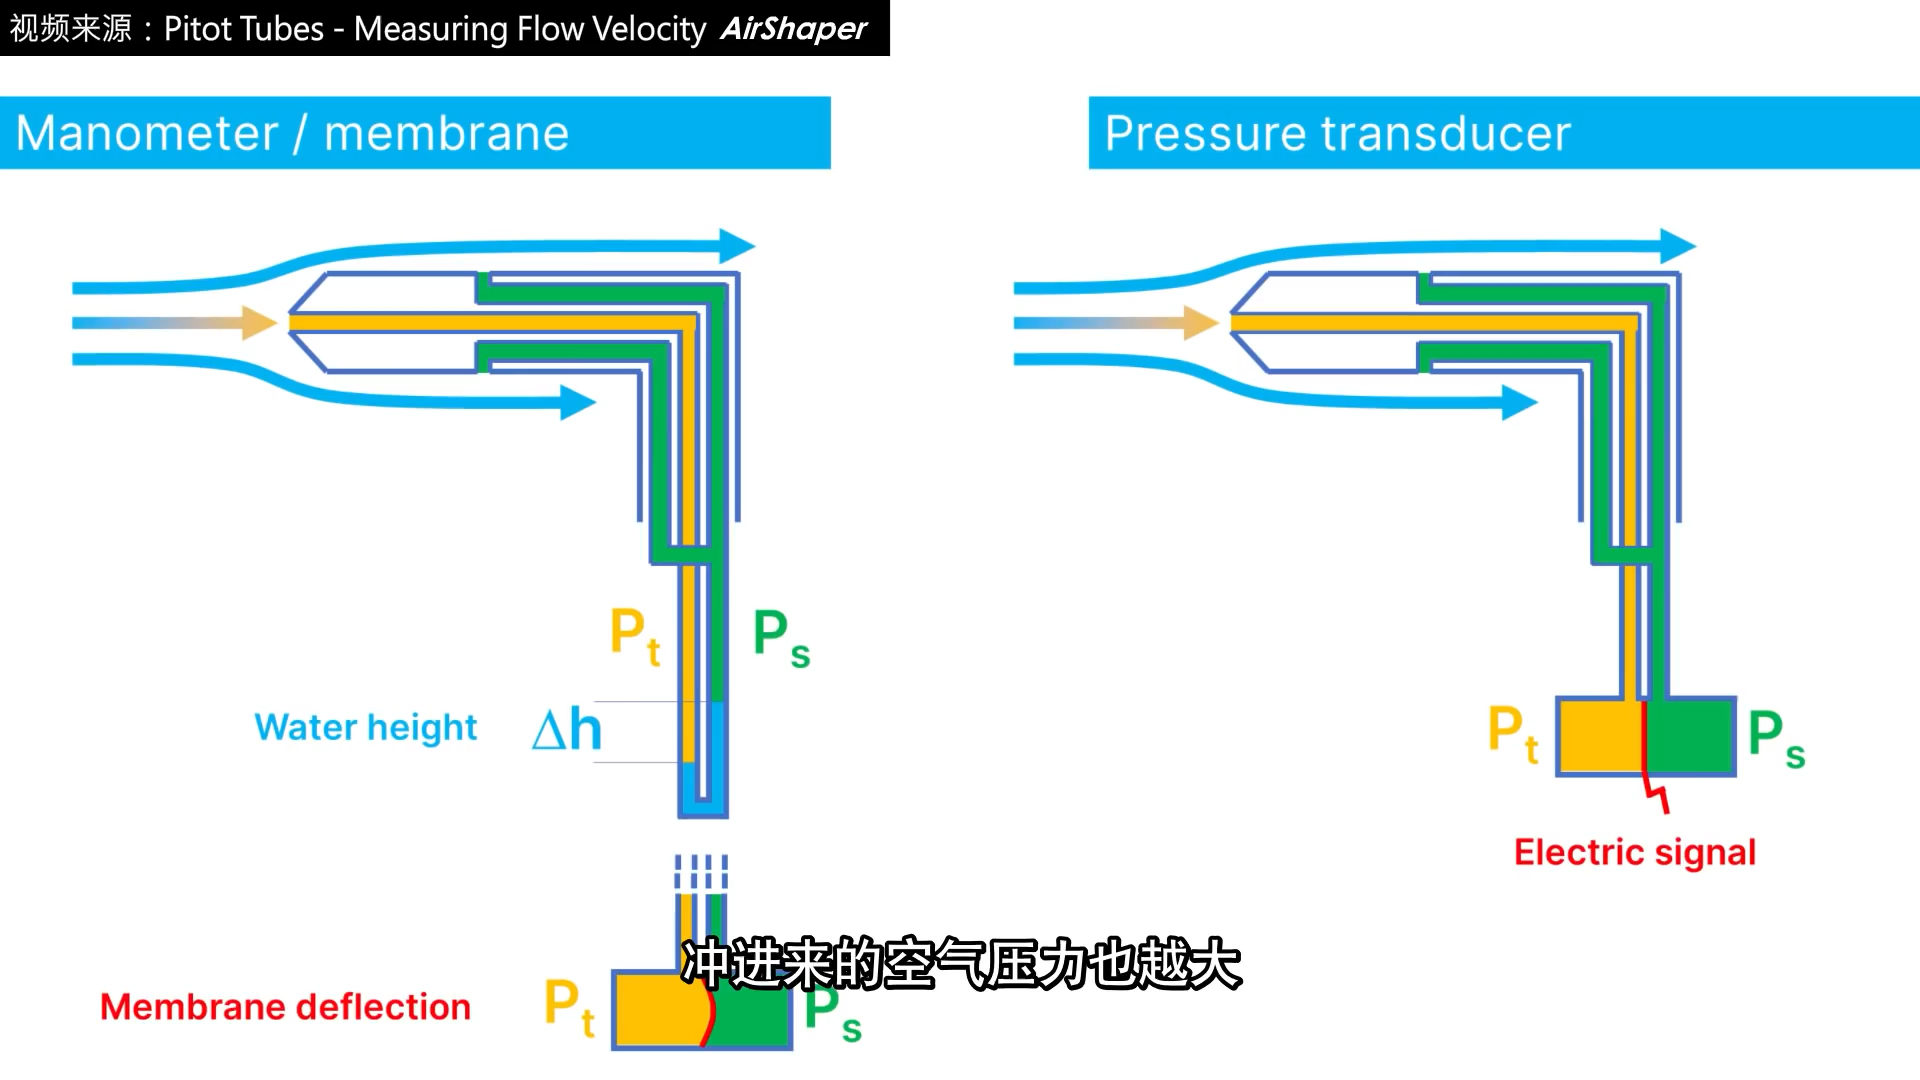 视频来源：Pitot Tubes - Measuring Flow Velocity AirShaper
Manometer / membrane
Pressure transducer
Pt
Ps
Water height
Δh
Pt
Ps
Electric signal
冲进来的空气压力也越大
Membrane deflection
Pt
Ps